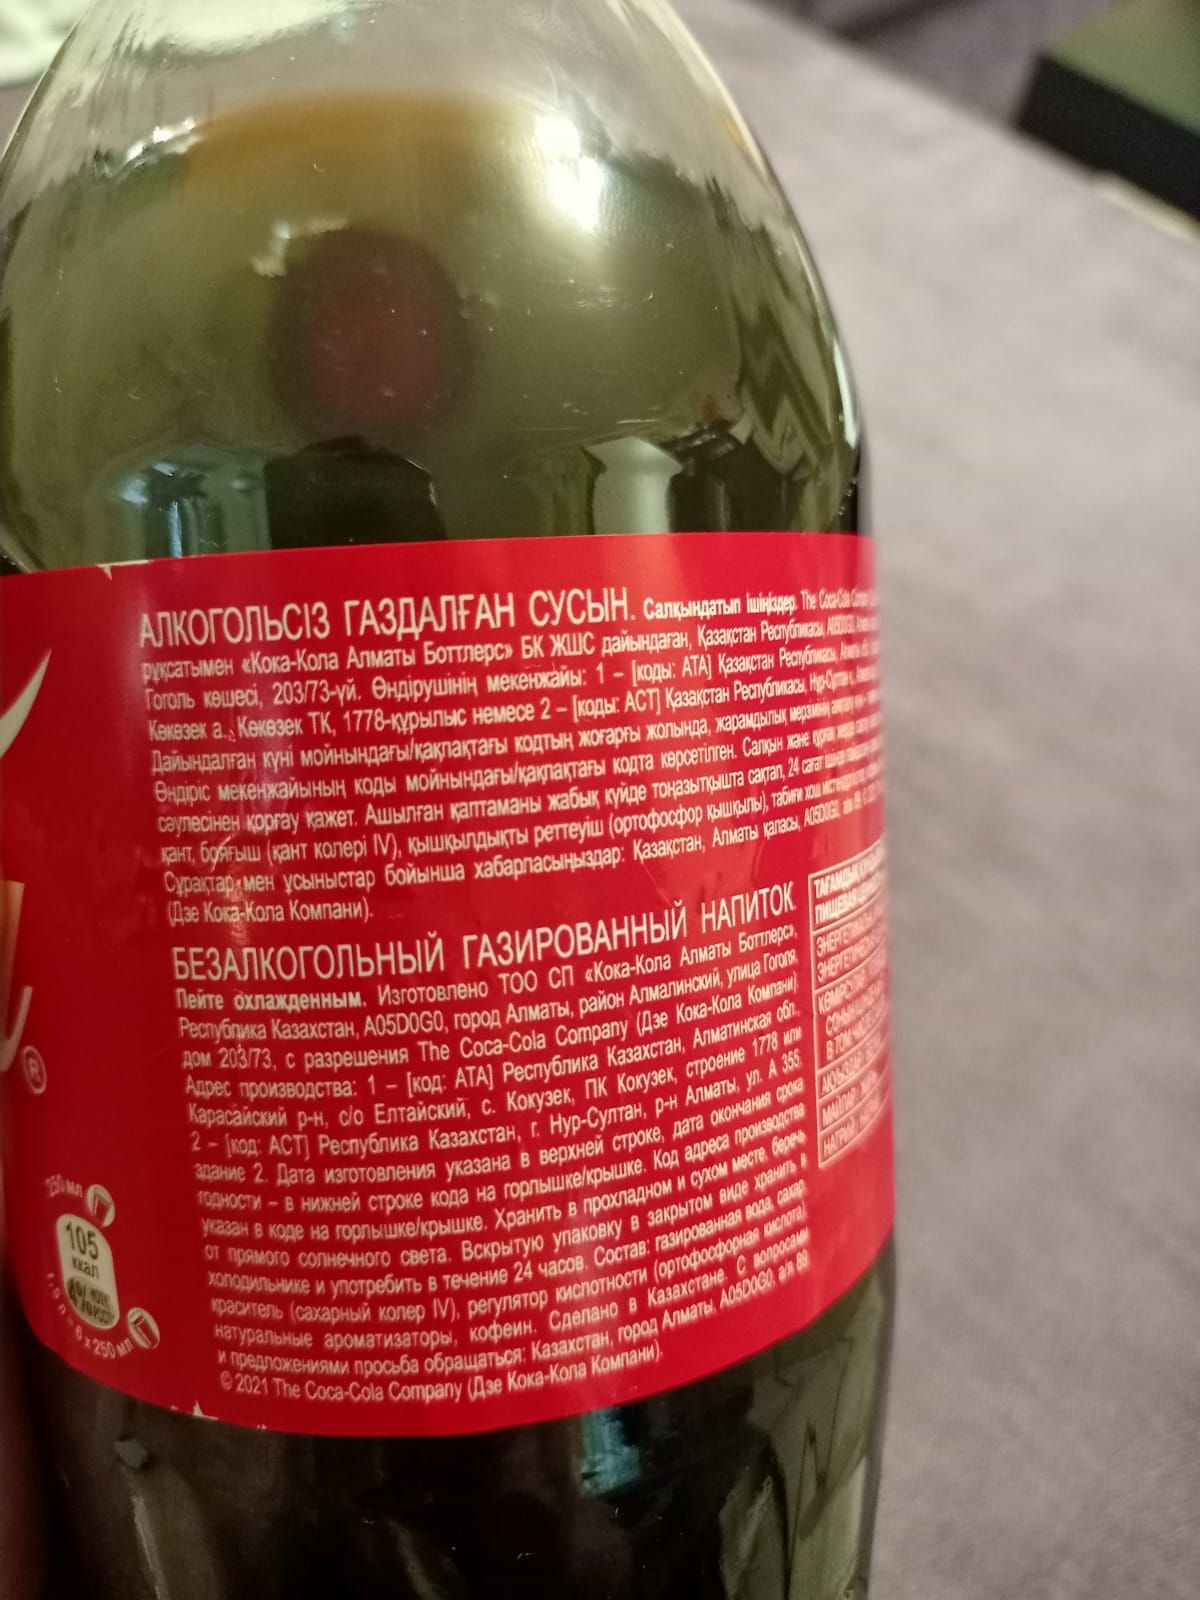 АЛКОГОЛЬСІЗ ГАЗДАЛҒАН СУСЫН. Салқындатып ішіңіздер. The Coca-Cola
рұқсатымен «Кока-Кола Алматы Боттлерс» БК ЖШС дайындаған, Қазақстан Республикасы, A05D0G0,
Гоголь көшесі, 203/73-үй. Өндірушінің мекенжайы: 1 – [коды: АТА] Қазақстан Республикасы,
Көкөзек а., Көкөзек ТК, 1778-құрылыс немесе 2 – [коды: АСТ] Қазақстан Республикасы, Нұр-Сұлтан қ.,
Дайындалған күні мойнындағы/қақпақтағы кодтың жоғарғы жолында, жарамдылық мерзімінің
Өндіріс мекенжайының коды мойнындағы/қақпақтағы кодта көрсетілген. Салқын және құрғақ жерде
сәулесінен қорғау қажет. Ашылған қаптаманы жабық күйде тоңазытқышта сақтап, 24 сағат
қант, бояғыш (қант колері IV), қышқылдықты реттеуіш (ортофосфор қышқылы), табиғи хош
Сұрақтар мен ұсыныстар бойынша хабарласыңыздар: Қазақстан, Алматы қаласы, A05D0G0,
(Дзе Кока-Кола Компани).
БЕЗАЛКОГОЛЬНЫЙ ГАЗИРОВАННЫЙ НАПИТОК
Пейте охлажденным. Изготовлено ТОО СП «Кока-Кола Алматы Боттлерс»,
Республика Казахстан, A05D0G0, город Алматы, район Алмалинский, улица Гоголя,
дом 203/73, с разрешения The Coca-Cola Company (Дзе Кока-Кола Компани)
Адрес производства: 1 – [код: АТА] Республика Казахстан, Алматинская обл.,
Карасайский р-н, с/о Елтайский, с. Кокузек, ПК Кокузек, строение 1778 или
2 – [код: АСТ] Республика Казахстан, г. Нур-Султан, р-н Алматы, ул. А 355,
здание 2. Дата изготовления указана в верхней строке, дата окончания срока
годности – в нижней строке кода на горлышке/крышке. Код адреса производства
указан в коде на горлышке/крышке. Хранить в прохладном и сухом месте, беречь
от прямого солнечного света. Вскрытую упаковку в закрытом виде хранить в
холодильнике и употребить в течение 24 часов. Состав: газированная вода, сахар,
краситель (сахарный колер IV), регулятор кислотности (ортофосфорная кислота),
натуральные ароматизаторы, кофеин. Сделано в Казахстане. С вопросами
и предложениями просьба обращаться: Казахстан, город Алматы, A05D0G0, а/я 89
© 2021 The Coca-Cola Company (Дзе Кока-Кола Компани).
®
250 мл
105
ккал
6 x 250 мл